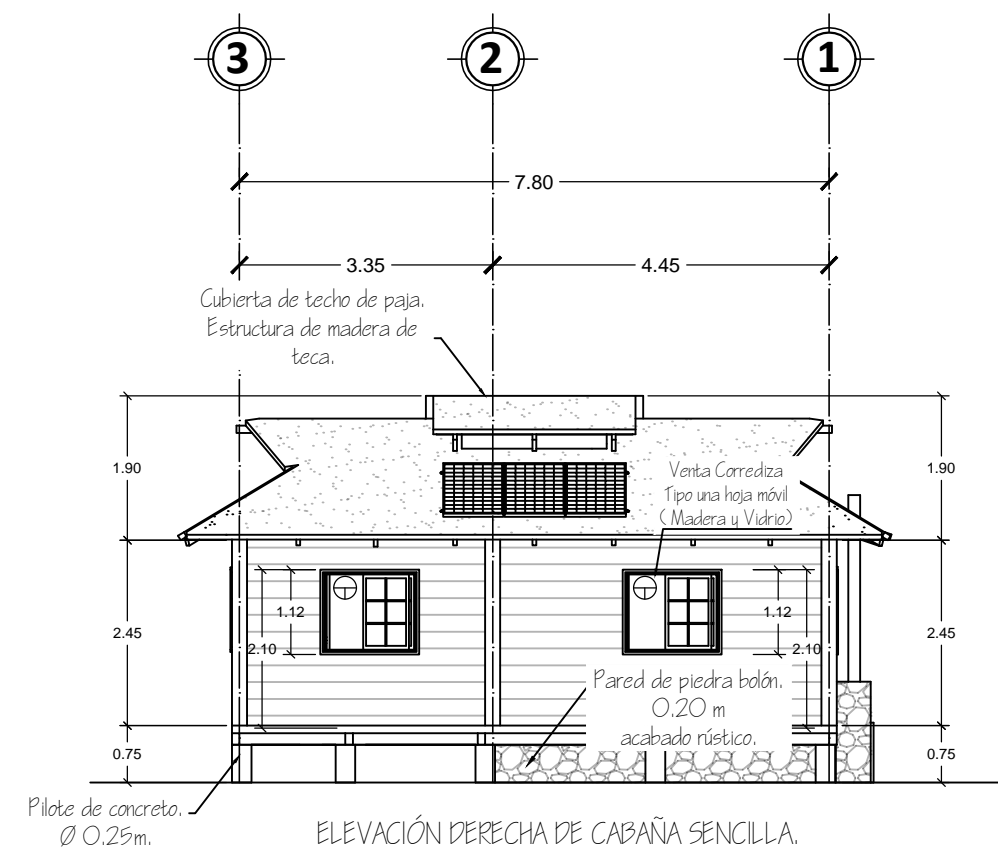 3
2
1
7.80
3.35
4.45
Cubierta de techo de paja.
Estructura de madera de
teca.
1.90
1.90
Venta Corrediza
Tipo una hoja móvil
( Madera y Vidrio)
1.12
1.12
2.10
2.10
2.45
2.45
Pared de piedra bolón.
0.20 m
acabado rústico.
0.75
0.75
Pilote de concreto.
Ø 0.25m.
ELEVACIÓN DERECHA DE CABAÑA SENCILLA.